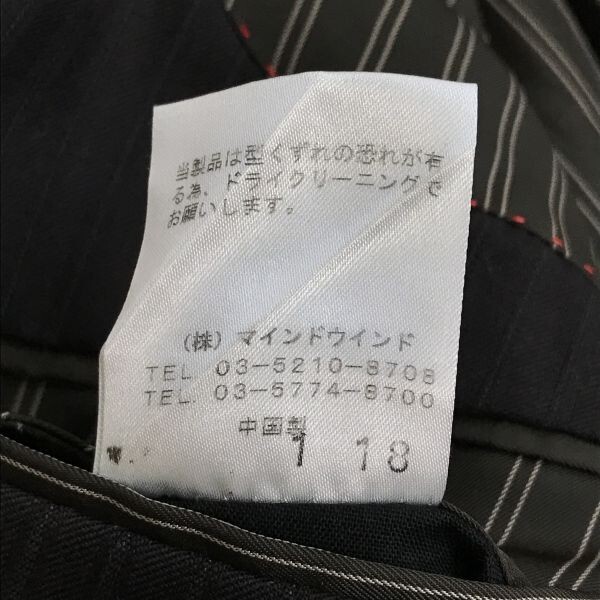 当製品は型くずれの恐れが有
る為、ドライクリーニングで
お願いします。
(株) マインドウインド
TEL 03-5210-8708
TEL. 03-5774-8700
中国製
1 18